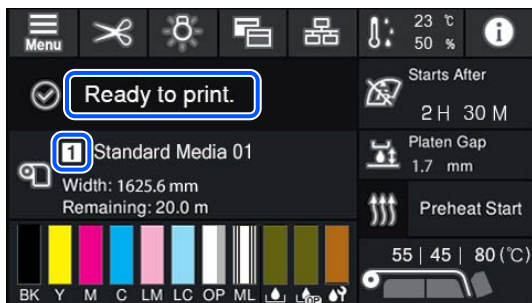 Menu
23 ℃
50 %
Ready to print.
Starts After
2 H 30 M
1 Standard Media 01
Width: 1625.6 mm
Remaining: 20.0 m
Platen Gap
1.7 mm
Preheat Start
BK Y M C LM LC OP ML OP
55 | 45 | 80 (℃)